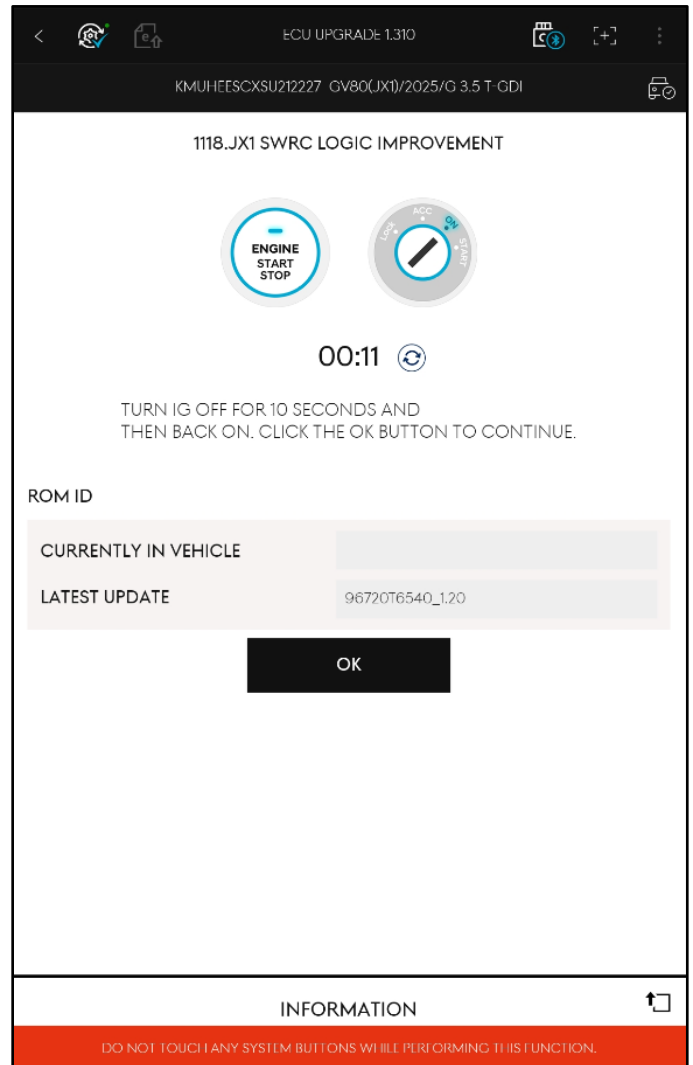 ECU UPGRADE 1.310
KMUHEESCXSU212227 GV80(JX1)/2025/G 3.5 T-GDI
1118.JX1 SWRC LOGIC IMPROVEMENT
ENGINE
START
STOP
Lock
ACC
ON
START
00:11
TURN IG OFF FOR 10 SECONDS AND
THEN BACK ON. CLICK THE OK BUTTON TO CONTINUE.
ROM ID
CURRENTLY IN VEHICLE
LATEST UPDATE 96720T6540_1.20
OK
INFORMATION
DO NOT TOUCH ANY SYSTEM BUTTONS WHILE PERFORMING THIS FUNCTION.